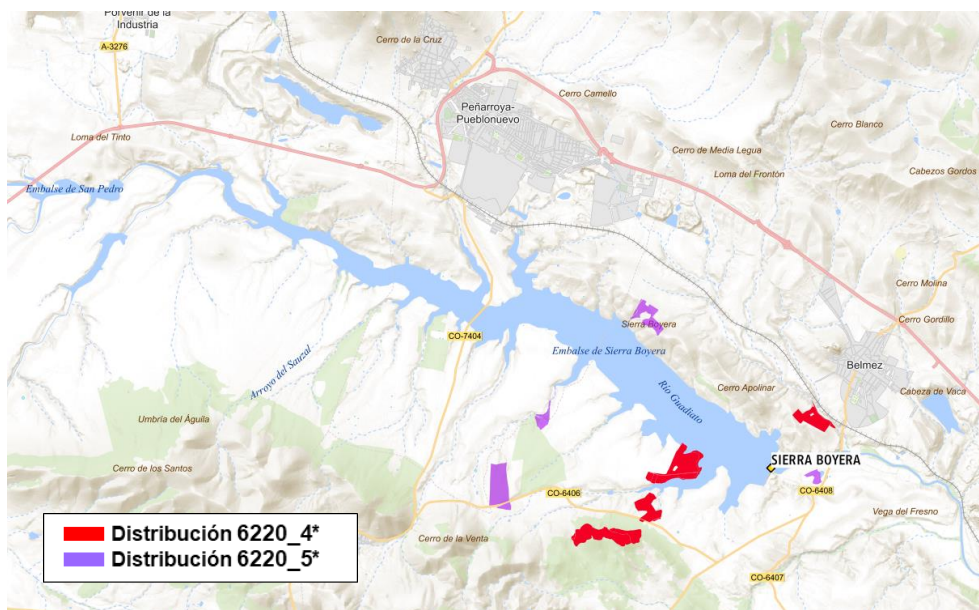 Porvenir de la
Industria
A-3276
Cerro de la Cruz
Peñarroya-
Pueblonuevo
Cerro Camello
Cerro Blanco
Loma del Tinto
Cerro de Media Legua
Loma del Frontón
Cabezos Gordos
Embalse de San Pedro
Cerro Molina
Cerro Gordillo
Sierra Boyera
CO-7404
Embalse de Sierra Boyera
Belmez
Arroyo del Sauzal
Río Guadiato
Cerro Apolinar
Cabeza de Vaca
Umbría del Águila
Cerro de los Santos
SIERRA BOYERA
CO-6406
CO-6408
Vega del Fresno
Cerro de la Venta
CO-6407
Distribución 6220_4*
Distribución 6220_5*